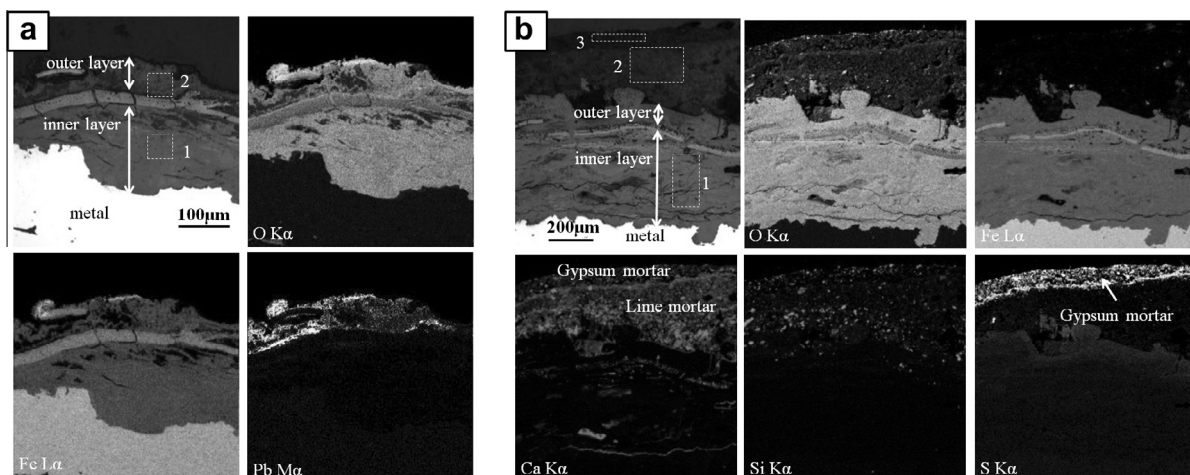 a
outer layer
2
inner layer
1
metal
100μm
O Kα
Fe Lα
Pb Mα
b
3
2
outer layer
inner layer
1
200μm
metal
O Kα
Fe Lα
Gypsum mortar
Lime mortar
Ca Kα
Si Kα
Gypsum mortar
S Kα